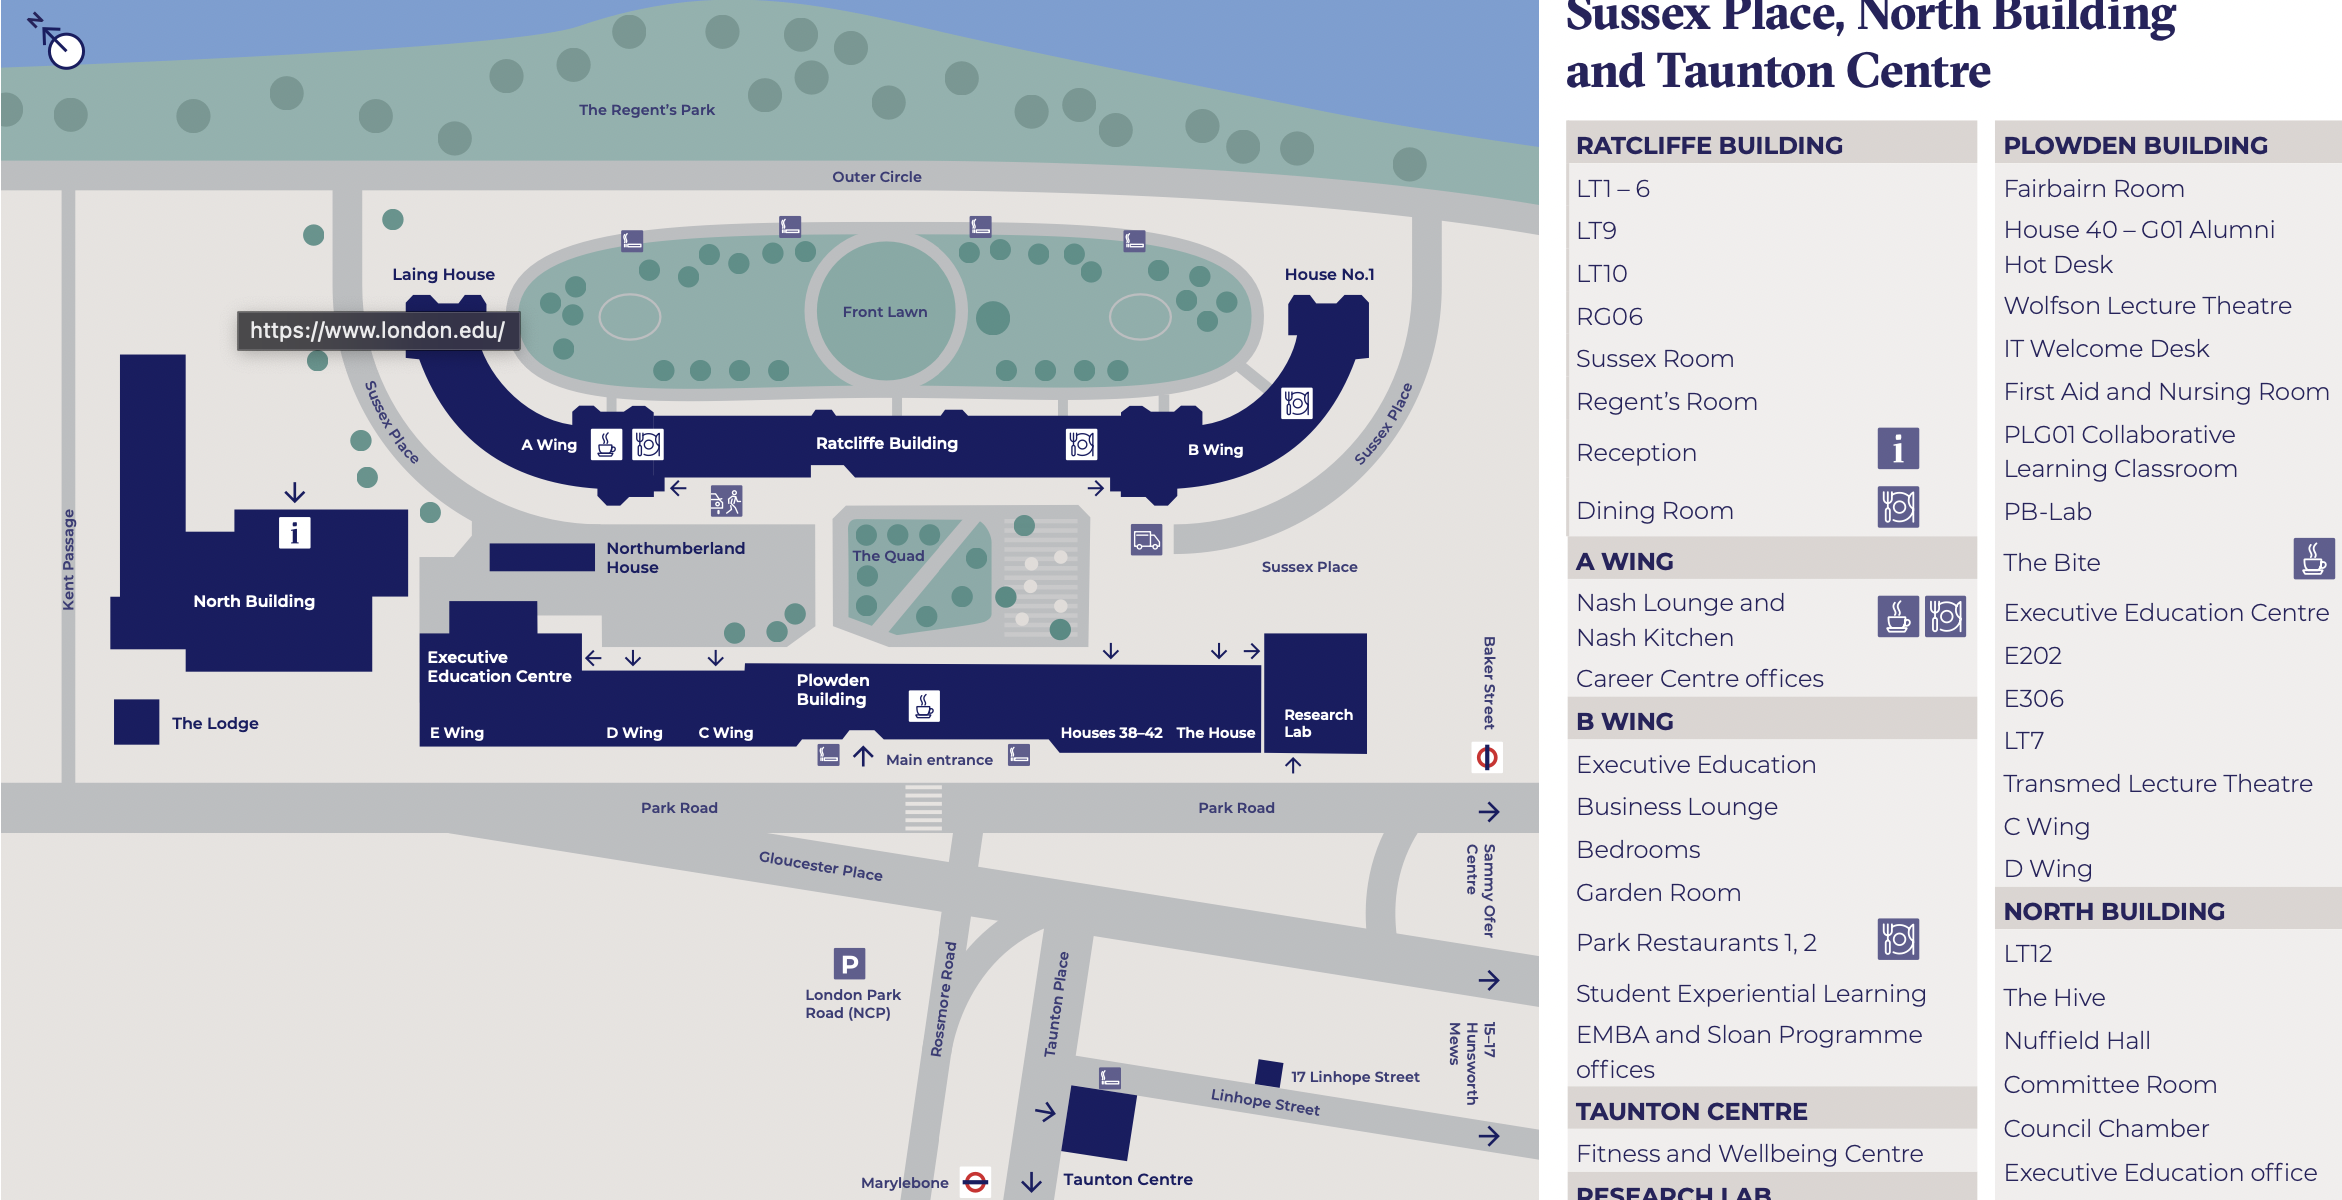 N
The Regent's Park
Outer Circle
Laing House
House No.1
Front Lawn
https://www.london.edu/
Sussex Place
Sussex Place
A Wing
Ratcliffe Building
B Wing
Kent Passage
i
North Building
Northumberland
House
The Quad
Sussex Place
Executive
Education Centre
Plowden
Building
Research
Lab
Baker Street
The Lodge
E Wing
D Wing
C Wing
Houses 38–42
The House
Main entrance
Park Road
Park Road
Gloucester Place
Sammy Ofer
Centre
P
London Park
Road (NCP)
Rossmore Road
Taunton Place
15–17
Hunsworth
Mews
17 Linhope Street
Linhope Street
Marylebone
Taunton Centre
Sussex Place, North Building
and Taunton Centre
RATCLIFFE BUILDING
LT1 – 6
LT9
LT10
RG06
Sussex Room
Regent's Room
Reception i
Dining Room
A WING
Nash Lounge and
Nash Kitchen
Career Centre offices
B WING
Executive Education
Business Lounge
Bedrooms
Garden Room
Park Restaurants 1, 2
Student Experiential Learning
EMBA and Sloan Programme
offices
TAUNTON CENTRE
Fitness and Wellbeing Centre
RESEARCH LAB
PLOWDEN BUILDING
Fairbairn Room
House 40 – G01 Alumni
Hot Desk
Wolfson Lecture Theatre
IT Welcome Desk
First Aid and Nursing Room
PLG01 Collaborative
Learning Classroom
PB-Lab
The Bite
Executive Education Centre
E202
E306
LT7
Transmed Lecture Theatre
C Wing
D Wing
NORTH BUILDING
LT12
The Hive
Nuffield Hall
Committee Room
Council Chamber
Executive Education office